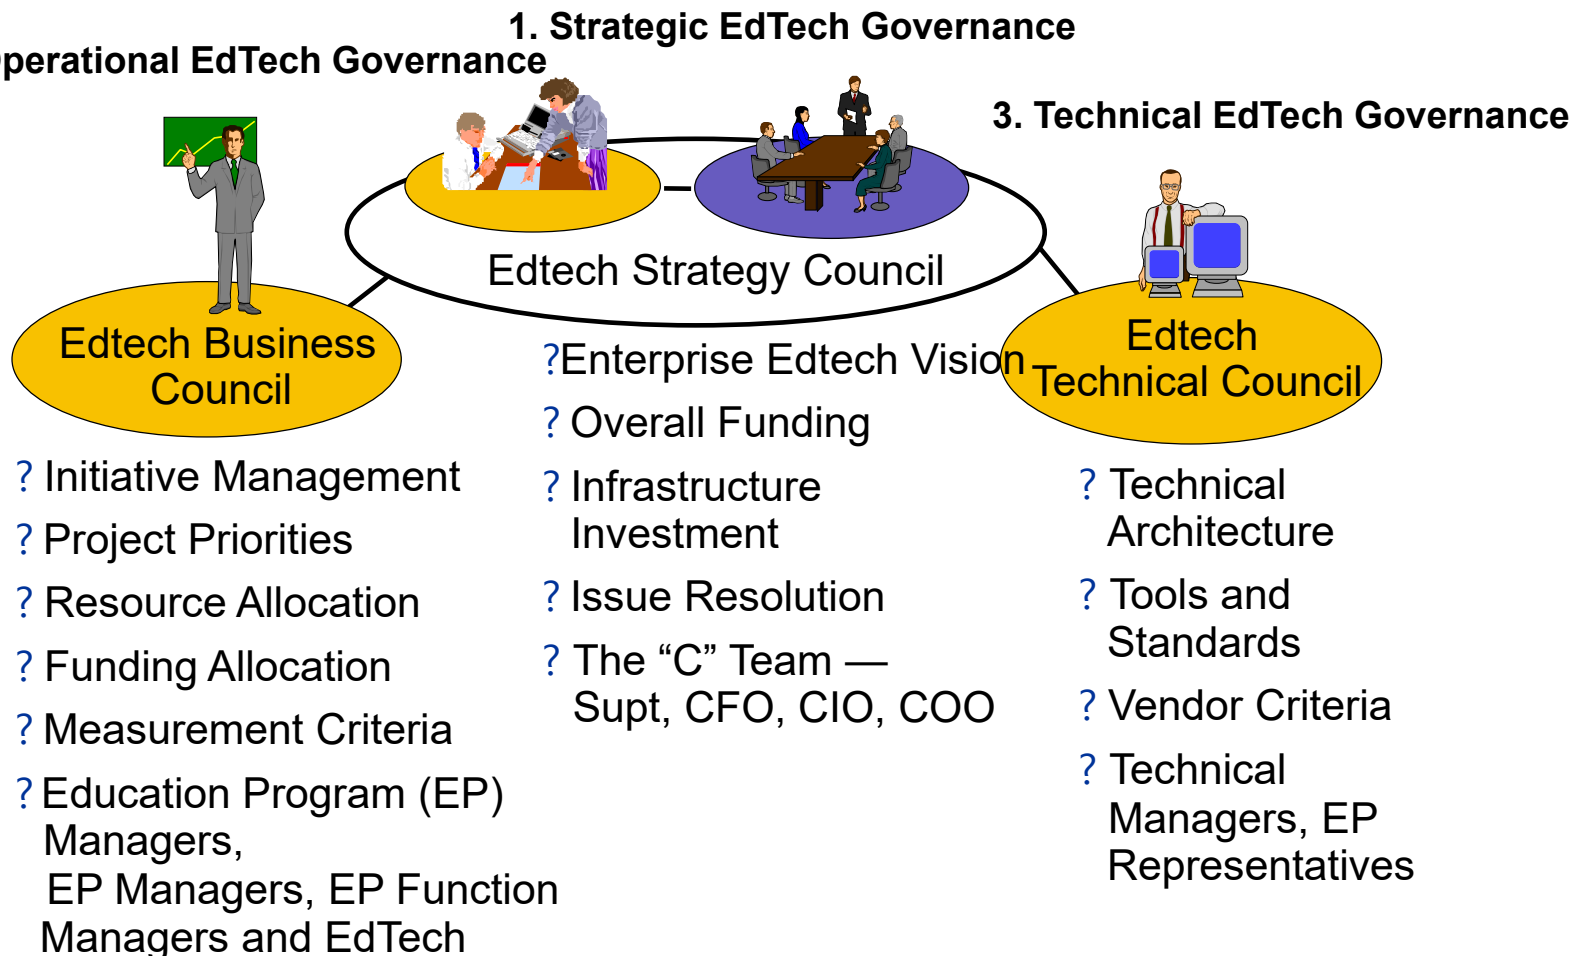 1. Strategic EdTech Governance
perational EdTech Governance
3. Technical EdTech Governance
Edtech Strategy Council
Edtech Business
Council
Edtech
Technical Council
? Initiative Management
? Project Priorities
? Resource Allocation
? Funding Allocation
? Measurement Criteria
? Education Program (EP)
Managers,
EP Managers, EP Function
Managers and EdTech
?Enterprise Edtech Vision
? Overall Funding
? Infrastructure
Investment
? Issue Resolution
? The “C” Team —
Supt, CFO, CIO, COO
? Technical
Architecture
? Tools and
Standards
? Vendor Criteria
? Technical
Managers, EP
Representatives